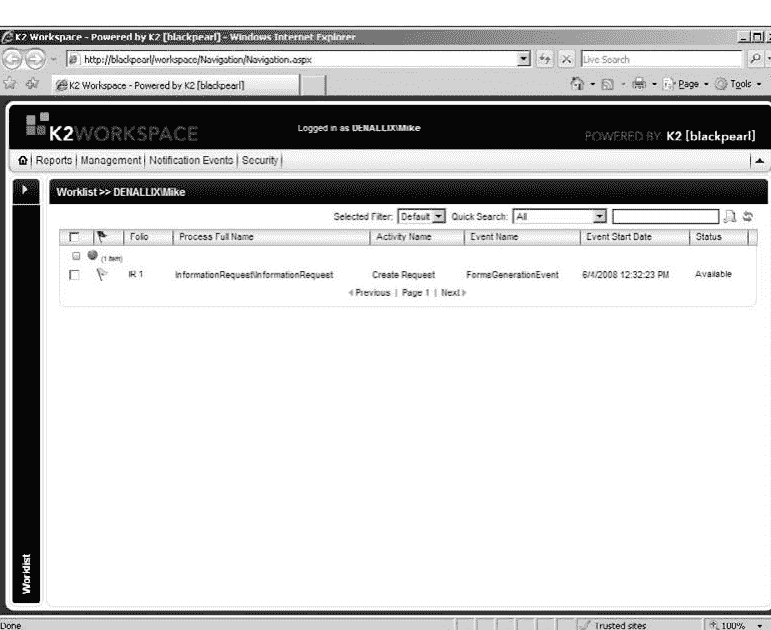 K2 Workspace - Powered by K2 [blackpearl] - Windows Internet Explorer
http://blackpearl/workspace/Navigation/Navigation.aspx Live Search
K2 Workspace - Powered by K2 [blackpearl] Page Tools
K2WORKSPACE Logged in as DENALLIX\Mike POWERED BY K2 [blackpearl]
Reports | Management | Notification Events | Security |
Worklist >> DENALLIX\Mike
Selected Filter: Default Quick Search: All
Folio Process Full Name Activity Name Event Name Event Start Date Status
(1 item)
IR 1 InformationRequest\InformationRequest Create Request FormsGenerationEvent 6/4/2008 12:32:23 PM Available
Previous | Page 1 | Next
Worklist
Done Trusted sites 100%